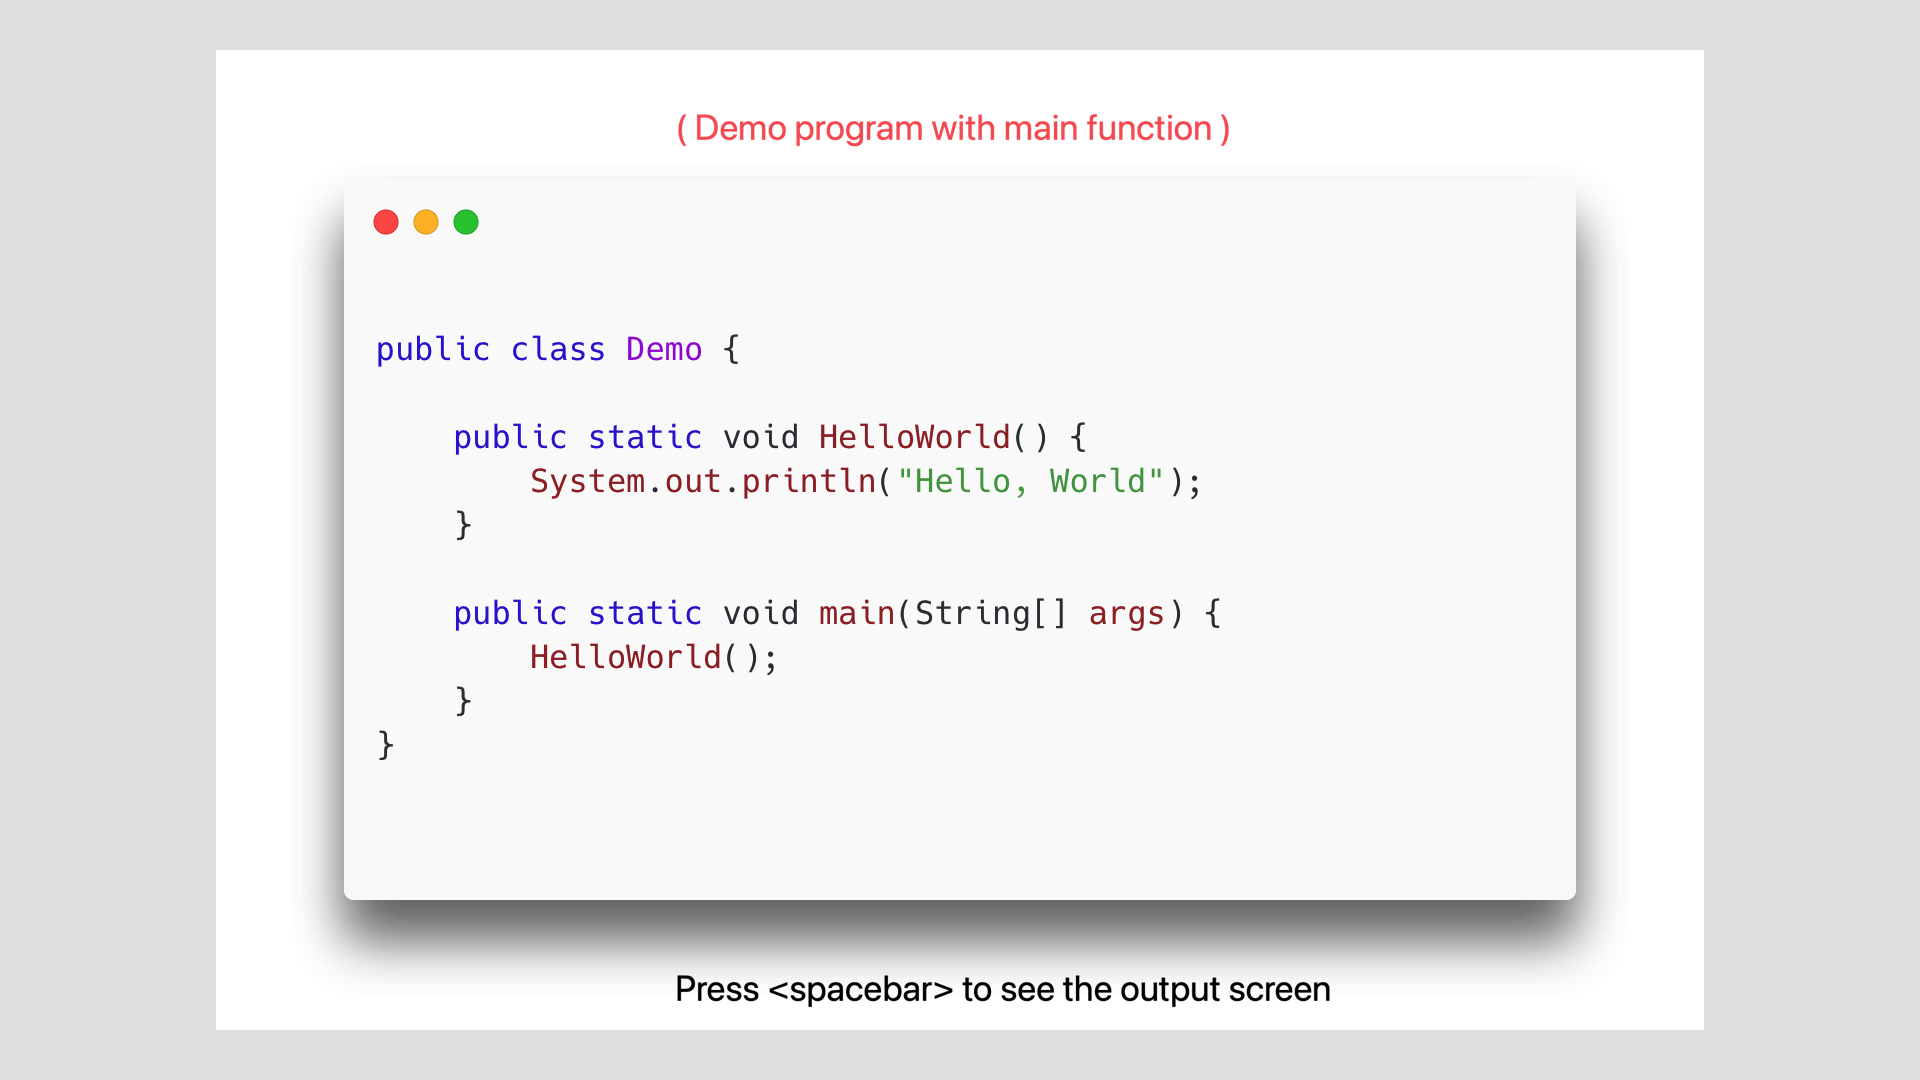 ( Demo program with main function )
public class Demo {
public static void HelloWorld() {
System.out.println("Hello, World");
}
public static void main(String[] args) {
HelloWorld();
}
}
Press <spacebar> to see the output screen